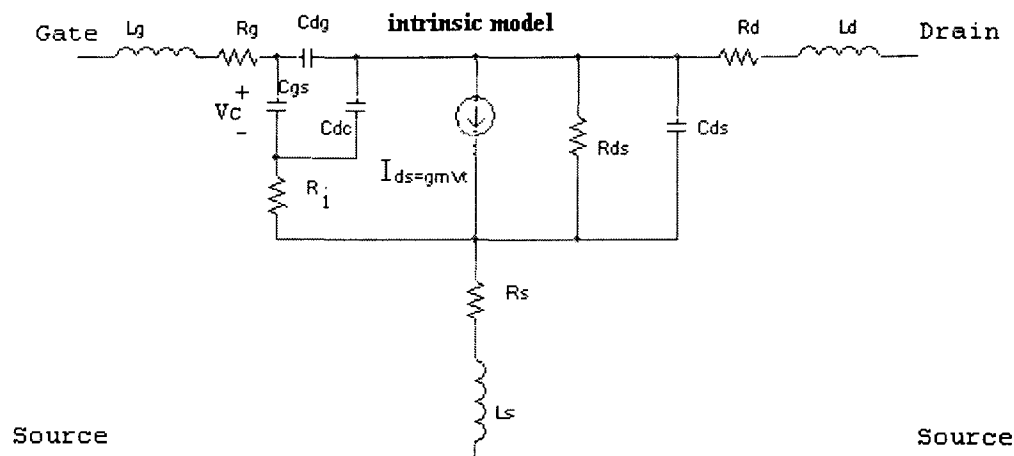 Gate Lg Rg Cdg intrinsic model Rd Ld Drain
+
Vc
-
Cgs
Cdc
Ri
Ids=gmVt
Rds
Cds
Rs
Ls
Source Source